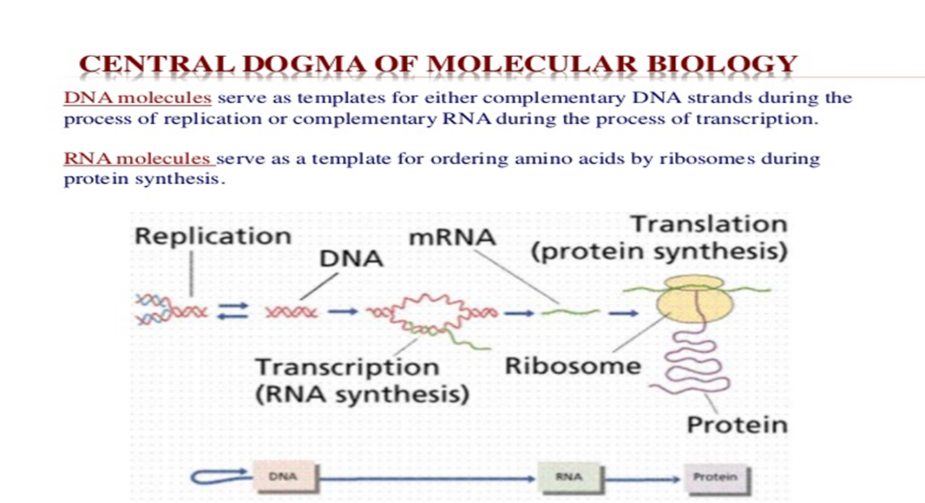 CENTRAL DOGMA OF MOLECULAR BIOLOGY
DNA molecules serve as templates for either complementary DNA strands during the
process of replication or complementary RNA during the process of transcription.
RNA molecules serve as a template for ordering amino acids by ribosomes during
protein synthesis.
Replication
DNA
mRNA
Translation
(protein synthesis)
Transcription
(RNA synthesis)
Ribosome
Protein
DNA
RNA
Protein